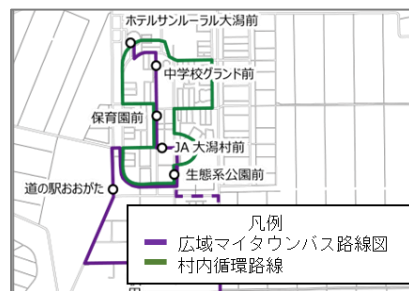 ホテルサンルーラル大潟前
中学校グランド前
保育園前
JA 大潟村前
生態系公園前
道の駅おおがた
凡例
広域マイタウンバス路線図
村内循環路線